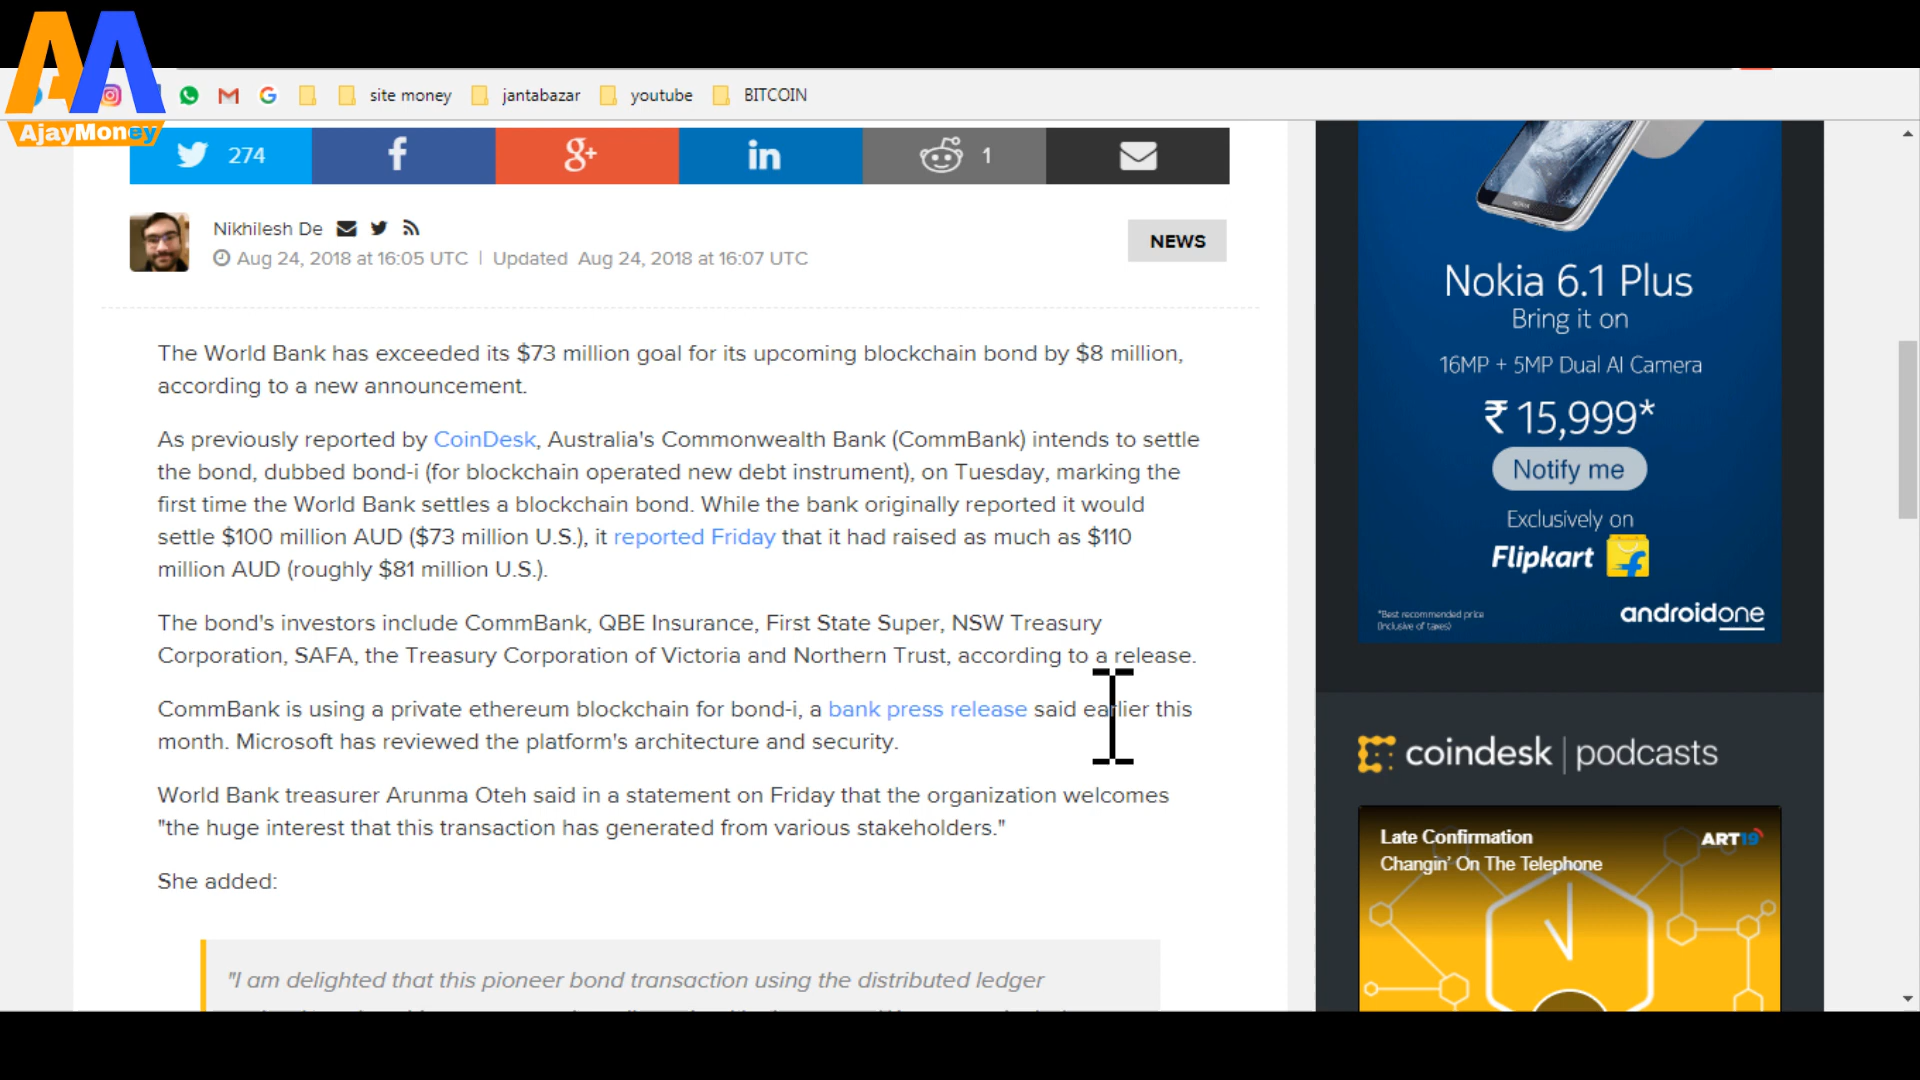 AjayMoney
site money
jantabazar
youtube
BITCOIN
274
1
Nikhilesh De
Aug 24, 2018 at 16:05 UTC | Updated Aug 24, 2018 at 16:07 UTC
NEWS
The World Bank has exceeded its $73 million goal for its upcoming blockchain bond by $8 million,
according to a new announcement.
As previously reported by CoinDesk, Australia's Commonwealth Bank (CommBank) intends to settle
the bond, dubbed bond-i (for blockchain operated new debt instrument), on Tuesday, marking the
first time the World Bank settles a blockchain bond. While the bank originally reported it would
settle $100 million AUD ($73 million U.S.), it reported Friday that it had raised as much as $110
million AUD (roughly $81 million U.S.).
The bond's investors include CommBank, QBE Insurance, First State Super, NSW Treasury
Corporation, SAFA, the Treasury Corporation of Victoria and Northern Trust, according to a release.
CommBank is using a private ethereum blockchain for bond-i, a bank press release said earlier this
month. Microsoft has reviewed the platform's architecture and security.
World Bank treasurer Arunma Oteh said in a statement on Friday that the organization welcomes
"the huge interest that this transaction has generated from various stakeholders."
She added:
"I am delighted that this pioneer bond transaction using the distributed ledger
NOKIA
Nokia 6.1 Plus
Bring it on
16MP + 5MP Dual AI Camera
₹ 15,999*
Notify me
Exclusively on
Flipkart
*Best recommended price
(Inclusive of taxes)
androidone
coindesk | podcasts
Late Confirmation
Changin' On The Telephone
ART19